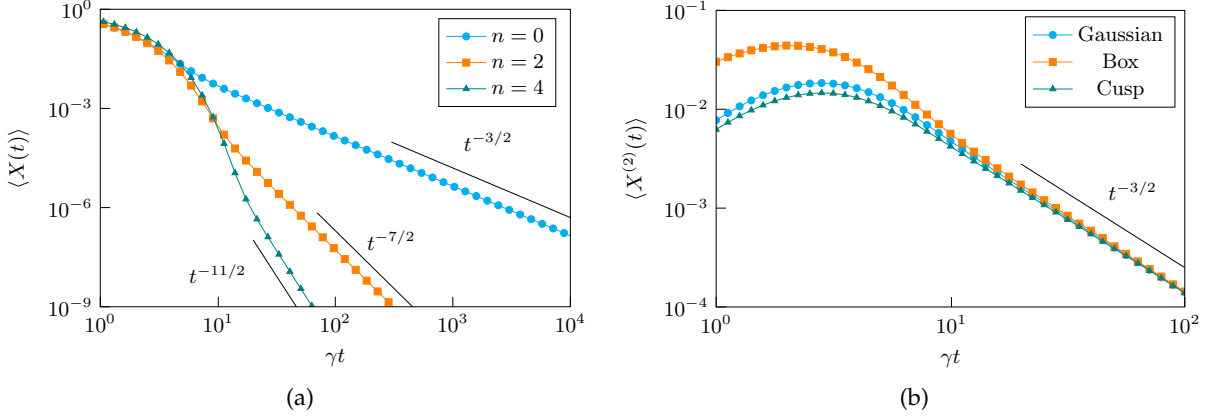 10^0
10^{-3}
10^{-6}
10^{-9}
⟨X(t)⟩
n = 0
n = 2
n = 4
t^{-3/2}
t^{-7/2}
t^{-11/2}
10^0 10^1 10^2 10^3 10^4
γt
(a)
10^{-1}
10^{-2}
10^{-3}
10^{-4}
⟨X^{(2)}(t)⟩
Gaussian
Box
Cusp
t^{-3/2}
10^0 10^1 10^2
γt
(b)